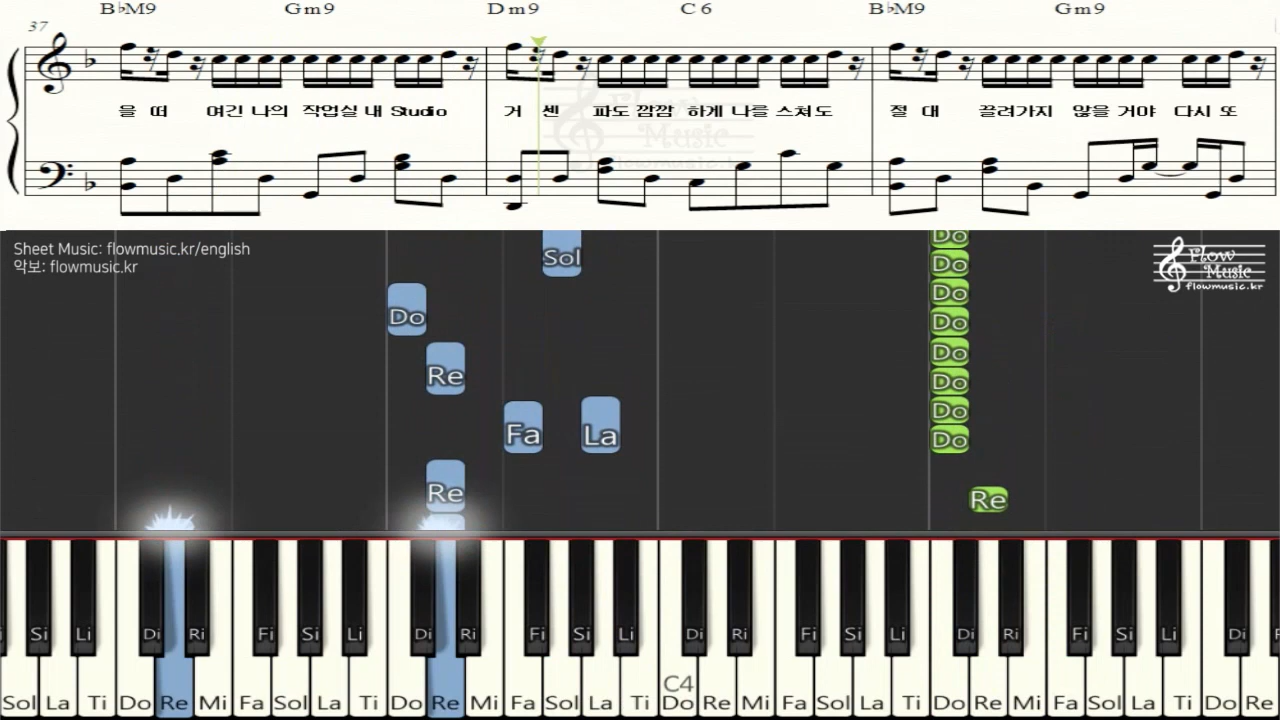 B♭M9 Gm9 Dm9 C6 B♭M9 Gm9
37
을 떠 여긴 나의 작업실 내 Studio 거 센 파도 깜깜 하게 나를 스쳐도 절 대 끌려가지 않을 거야 다시 또
Flow
Music
flowmusic.kr
Sheet Music: flowmusic.kr/english
악보: flowmusic.kr
Flow
Music
flowmusic.kr
Do
Sol
Do
Do
Do
Do
Do
Re
Do
Do
Fa La
Do
Re
Re
Si Li Di Ri Fi Si Li Di Ri Fi Si Li Di Ri Fi Si Li Di Ri Fi Si Li Di
C4
Sol La Ti Do Re Mi Fa Sol La Ti Do Re Mi Fa Sol La Ti Do Re Mi Fa Sol La Ti Do Re Mi Fa Sol La Ti Do Re